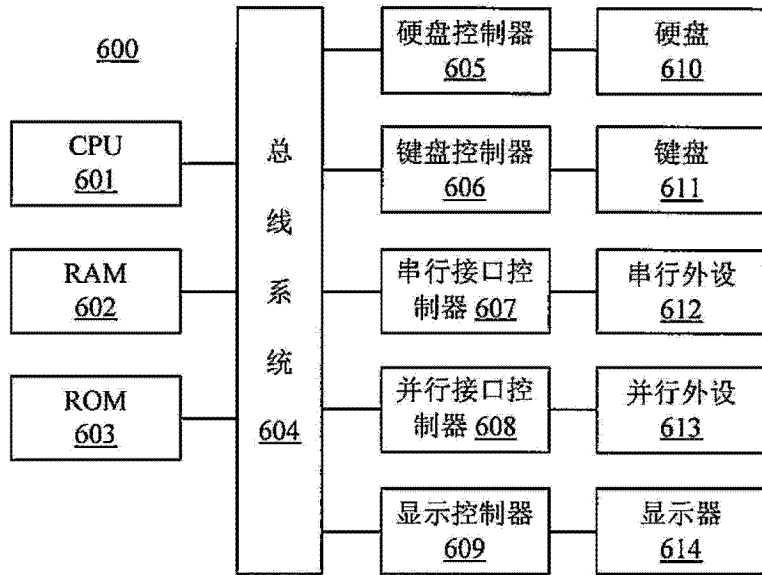 600
CPU
601
RAM
602
ROM
603
总
线
系
统
604
硬盘控制器
605
硬盘
610
键盘控制器
606
键盘
611
串行接口控
制器 607
串行外设
612
并行接口控
制器 608
并行外设
613
显示控制器
609
显示器
614